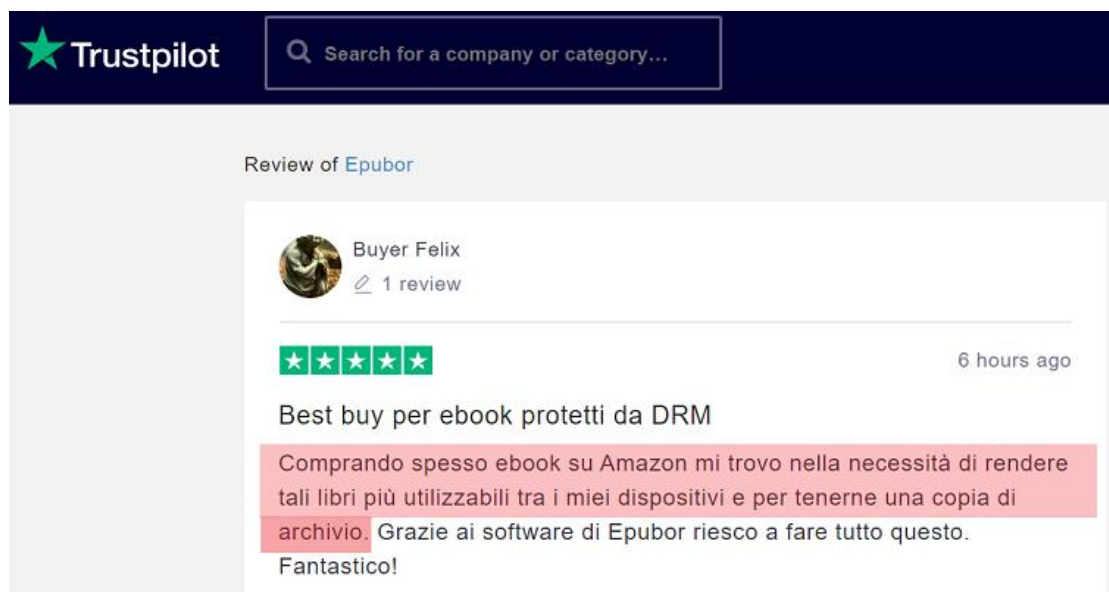 Trustpilot
Search for a company or category...
Review of Epubor
Buyer Felix
1 review
6 hours ago
Best buy per ebook protetti da DRM
Comprando spesso ebook su Amazon mi trovo nella necessità di rendere
tali libri più utilizzabili tra i miei dispositivi e per tenerne una copia di
archivio. Grazie ai software di Epubor riesco a fare tutto questo.
Fantastico!